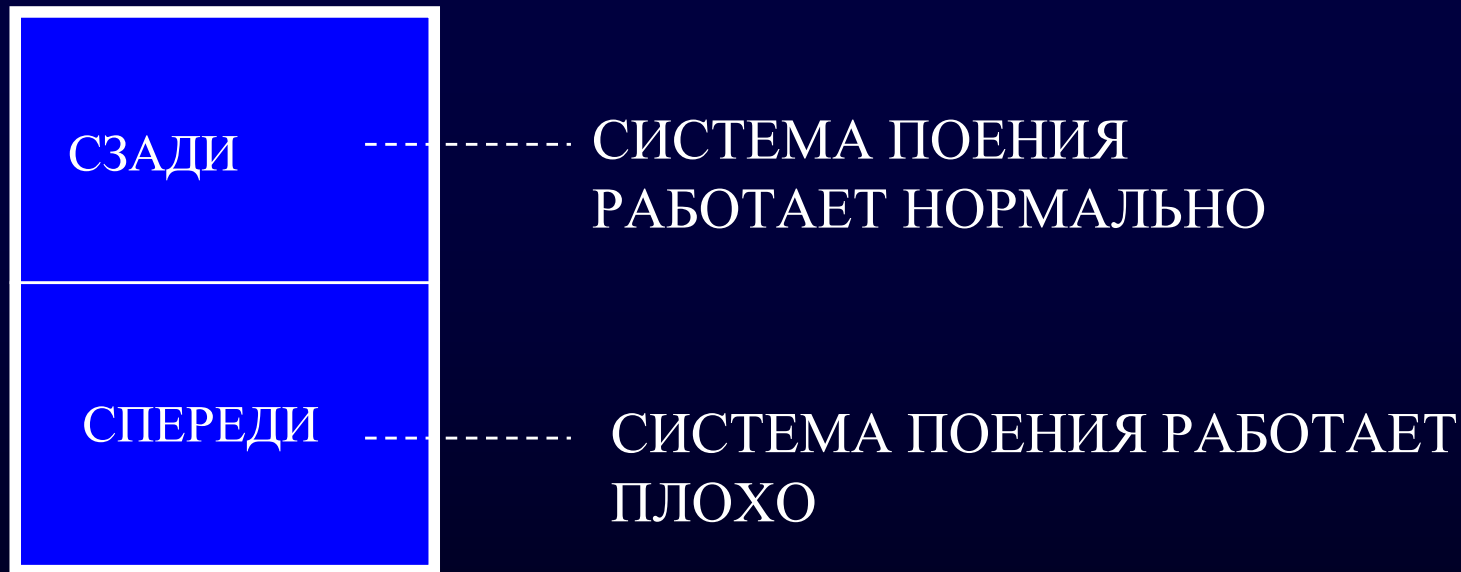 СЗАДИ
СИСТЕМА ПОЕНИЯ
РАБОТАЕТ НОРМАЛЬНО
СПЕРЕДИ
СИСТЕМА ПОЕНИЯ РАБОТАЕТ
ПЛОХО